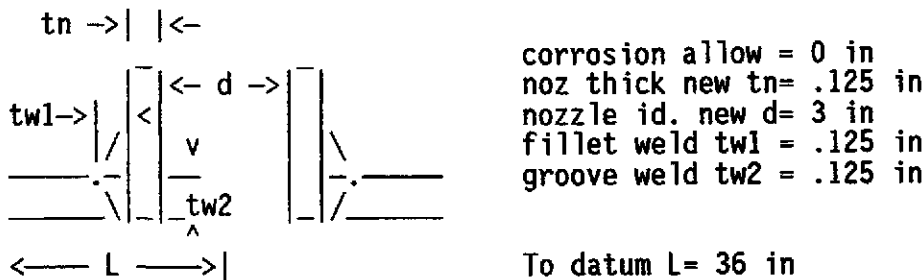 tn ->| |<-
|<- d ->|
tw1->| <
v
tw2
^
<—— L ——>|
corrosion allow = 0 in
noz thick new tn= .125 in
nozzle id. new d= 3 in
fillet weld tw1 = .125 in
groove weld tw2 = .125 in
To datum L= 36 in